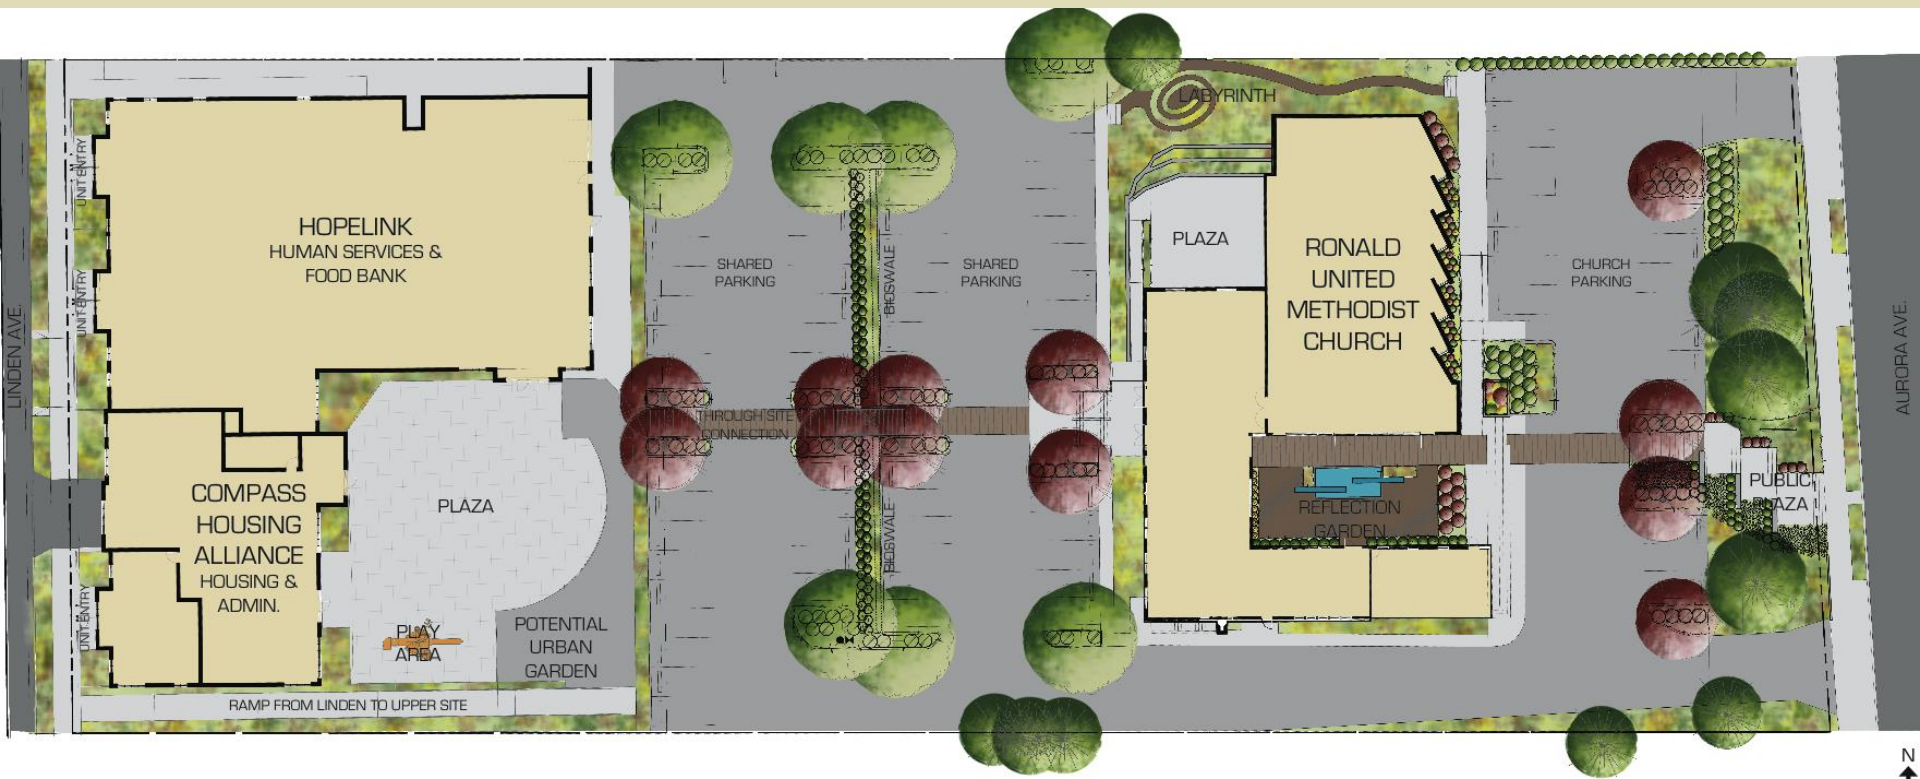 LINDEN AVE.
UNIT ENTRY
UNIT ENTRY
UNIT ENTRY
HOPELINK
HUMAN SERVICES &
FOOD BANK
COMPASS
HOUSING
ALLIANCE
HOUSING &
ADMIN.
PLAZA
PLAY
AREA
POTENTIAL
URBAN
GARDEN
RAMP FROM LINDEN TO UPPER SITE
SHARED
PARKING
BIOSWALE
SHARED
PARKING
THROUGH SITE
CONNECTION
BIOSWALE
LABYRINTH
PLAZA
RONALD
UNITED
METHODIST
CHURCH
REFLECTION
GARDEN
CHURCH
PARKING
PUBLIC
PLAZA
AURORA AVE.
N